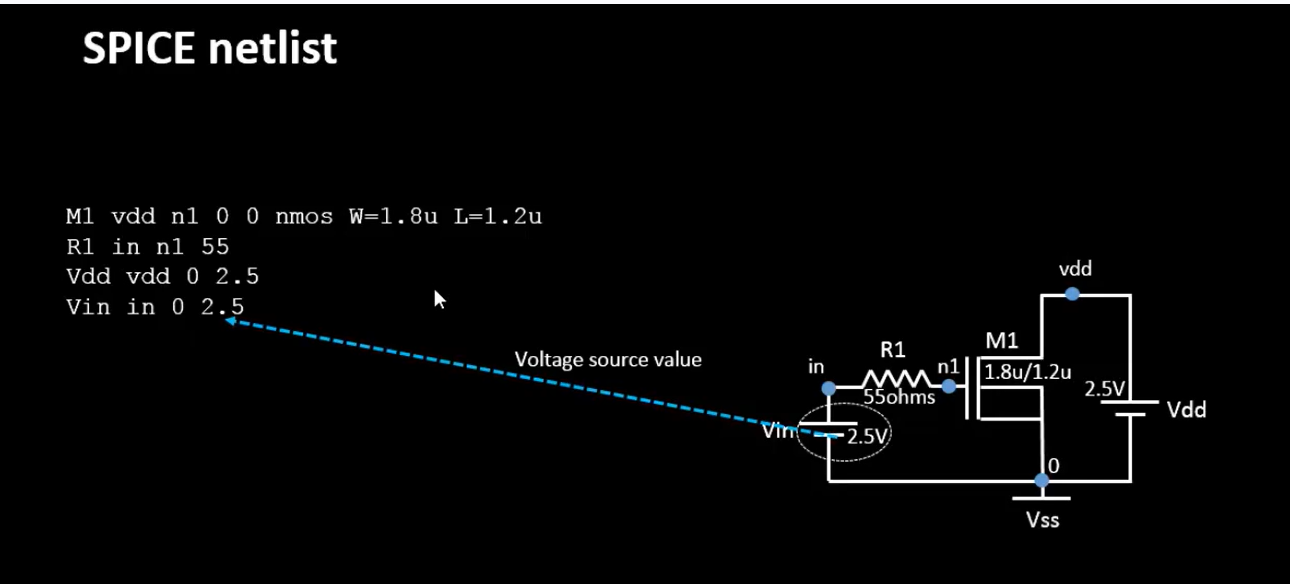 SPICE netlist
M1 vdd n1 0 0 nmos W=1.8u L=1.2u
R1 in n1 55
Vdd vdd 0 2.5
Vin in 0 2.5
Voltage source value
vdd
M1
R1
in
n1
1.8u/1.2u
55ohms
2.5V
Vdd
Vin
2.5V
0
Vss